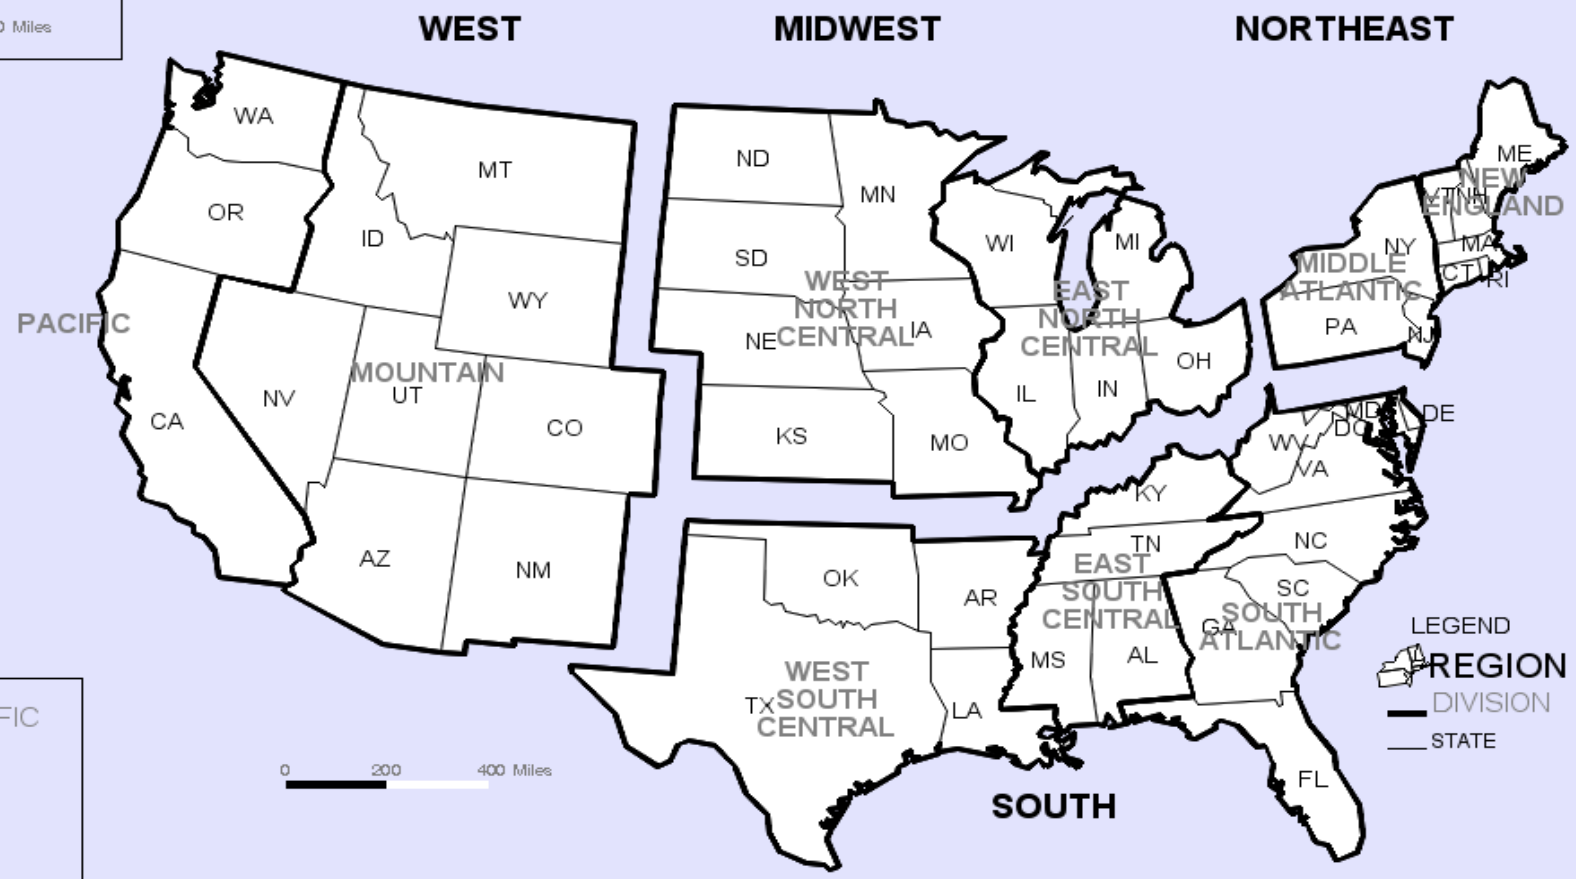 WEST
MIDWEST
NORTHEAST
Miles
WA
MT
ND
MN
ME
OR
ID
SD
WI
MI
NY
VT
NH
NEW
ENGLAND
MA
CT
RI
WY
WEST
NORTH
CENTRAL
EAST
NORTH
CENTRAL
MIDDLE
ATLANTIC
PACIFIC
NE
IA
PA
NJ
MOUNTAIN
NV
UT
CO
CA
KS
MO
IL
IN
OH
MD
DE
DC
WV
VA
KY
AZ
NM
OK
AR
TN
NC
EAST
SOUTH
CENTRAL
SC
GA
SOUTH
ATLANTIC
MS
AL
WEST
SOUTH
CENTRAL
TX
LA
FL
LEGEND
REGION
DIVISION
STATE
FIC
0 200 400 Miles
SOUTH